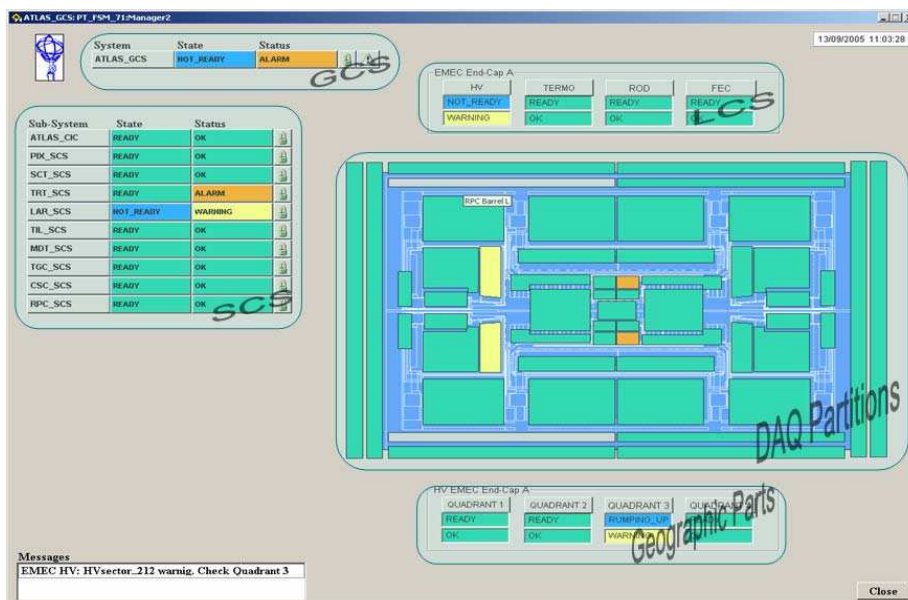 ATLAS_GCS: PT_FSM_71:Manager2
13/09/2005 11:03:28
System State Status
ATLAS_GCS NOT_READY ALARM
GCS
EMEC End-Cap A
HV TERMO ROD FEC
NOT_READY READY READY READY
WARNING OK OK OK
LCS
Sub-System State Status
ATLAS_CIC READY OK
PIX_SCS READY OK
SCT_SCS READY OK
TRT_SCS READY ALARM
LAR_SCS NOT_READY WARNING
TIL_SCS READY OK
MDT_SCS READY OK
TGC_SCS READY OK
CSC_SCS READY OK
RPC_SCS READY OK
SCS
RPC Barrel L
DAQ Partitions
HV EMEC End-Cap A
QUADRANT 1 QUADRANT 2 QUADRANT 3
READY READY RUMPING_UP
OK OK WARNING
Geographic Parts
Messages
EMEC HV: HVsector_212 warnig. Check Quadrant 3
Close